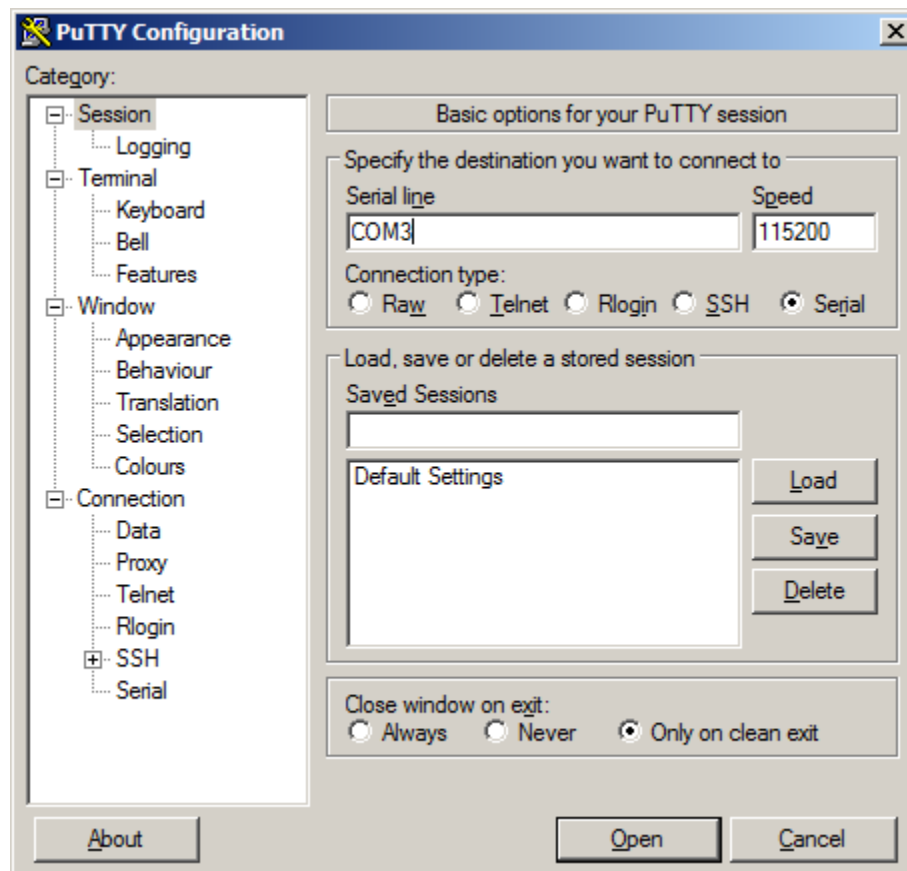 PuTTY Configuration
Category:
Session
Logging
Terminal
Keyboard
Bell
Features
Window
Appearance
Behaviour
Translation
Selection
Colours
Connection
Data
Proxy
Telnet
Rlogin
SSH
Serial
Basic options for your PuTTY session
Specify the destination you want to connect to
Serial line Speed
COM3 115200
Connection type:
Raw Telnet Rlogin SSH Serial
Load, save or delete a stored session
Saved Sessions
Default Settings
Load
Save
Delete
Close window on exit:
Always Never Only on clean exit
About Open Cancel